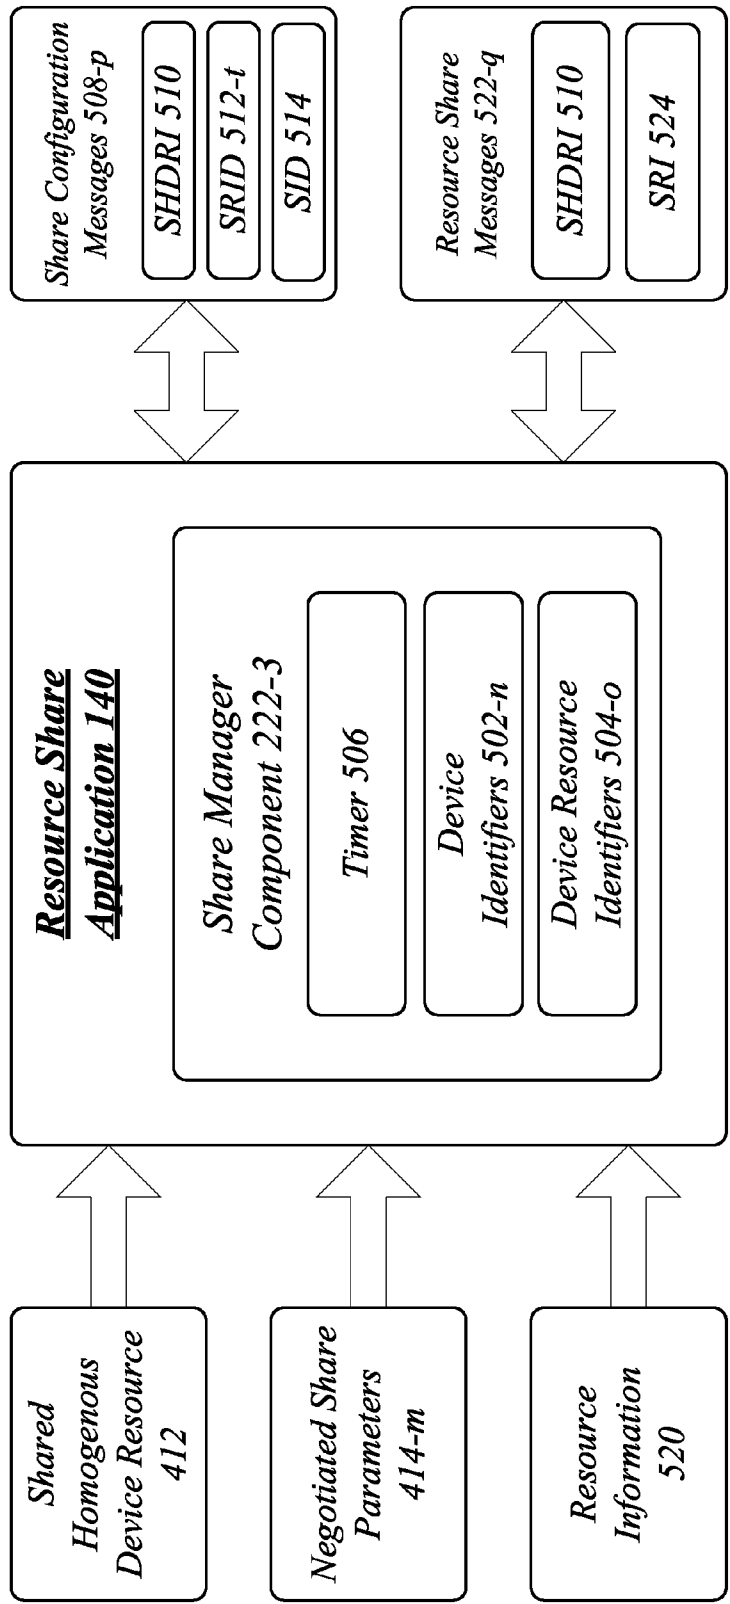 Shared
Homogenous
Device Resource
412
Negotiated Share
Parameters
414-m
Resource
Information
520
Resource Share
Application 140
Share Manager
Component 222-3
Timer 506
Device
Identifiers 502-n
Device Resource
Identifiers 504-o
Share Configuration
Messages 508-p
SHDRI 510
SRID 512-t
SID 514
Resource Share
Messages 522-q
SHDRI 510
SRI 524